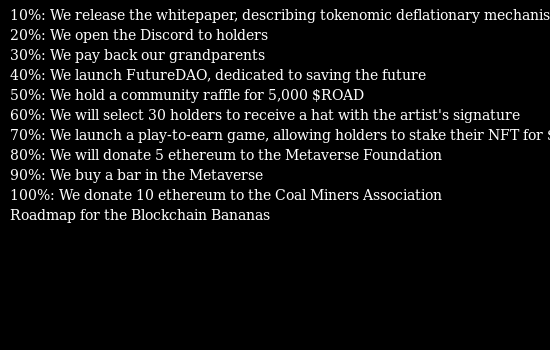 10%: We release the whitepaper, describing tokenomic deflationary
20%: We open the Discord to holders
30%: We pay back our grandparents
40%: We launch FutureDAO, dedicated to saving the future
50%: We hold a community raffle for 5,000 $ROAD
60%: We will select 30 holders to receive a hat with the artist's signature
70%: We launch a play-to-earn game, allowing holders to stake their NFT for
80%: We will donate 5 ethereum to the Metaverse Foundation
90%: We buy a bar in the Metaverse
100%: We donate 10 ethereum to the Coal Miners Association
Roadmap for the Blockchain Bananas